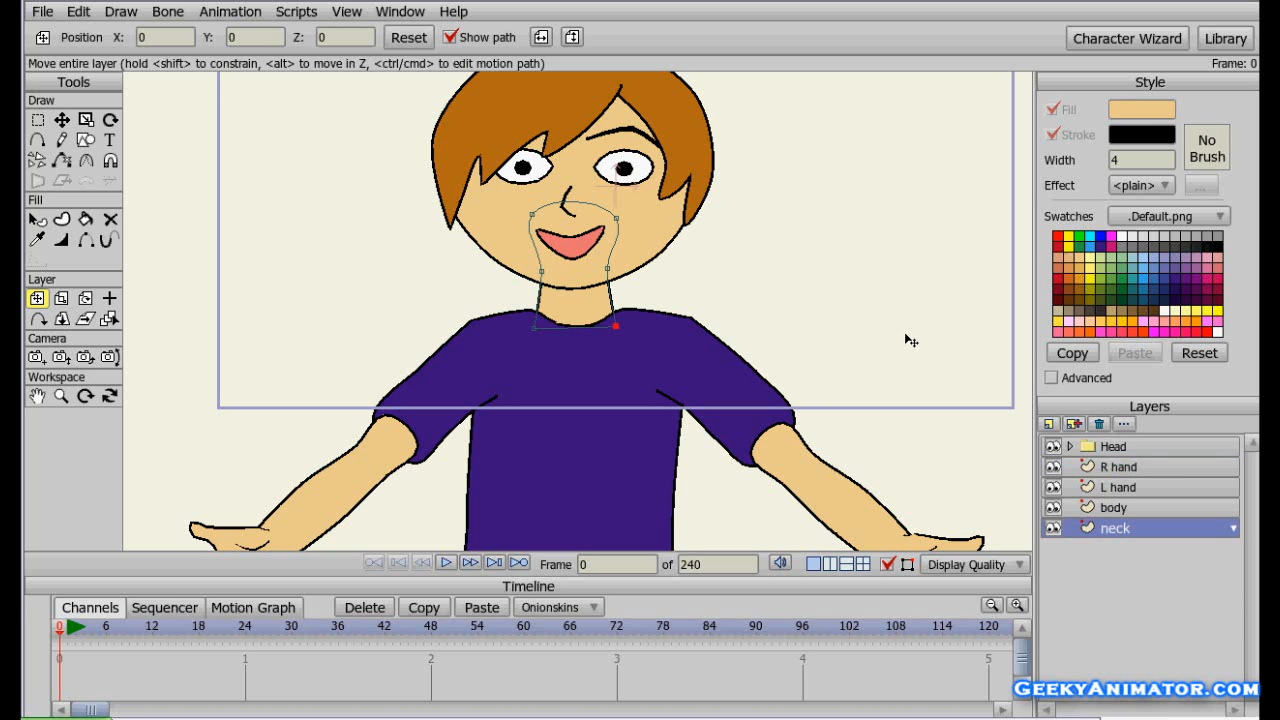 File Edit Draw Bone Animation Scripts View Window Help
Position X: 0 Y: 0 Z: 0 Reset Show path Character Wizard Library
Move entire layer (hold <shift> to constrain, <alt> to move in Z, <ctrl/cmd> to edit motion path) Frame: 0
Tools
Draw
T
Fill
Layer
Camera
Workspace
Style
Fill
Stroke
No
Brush
Width 4
Effect <plain> ...
Swatches .Default.png
Copy Paste Reset
Advanced
Layers
Head
R hand
L hand
body
neck
Frame 0 of 240 Display Quality
Timeline
Channels Sequencer Motion Graph Delete Copy Paste Onionskins
0 6 12 18 24 30 36 42 48 54 60 66 72 78 84 90 96 102 108 114 120
0 1 2 3 4 5
GeekyAnimator.com